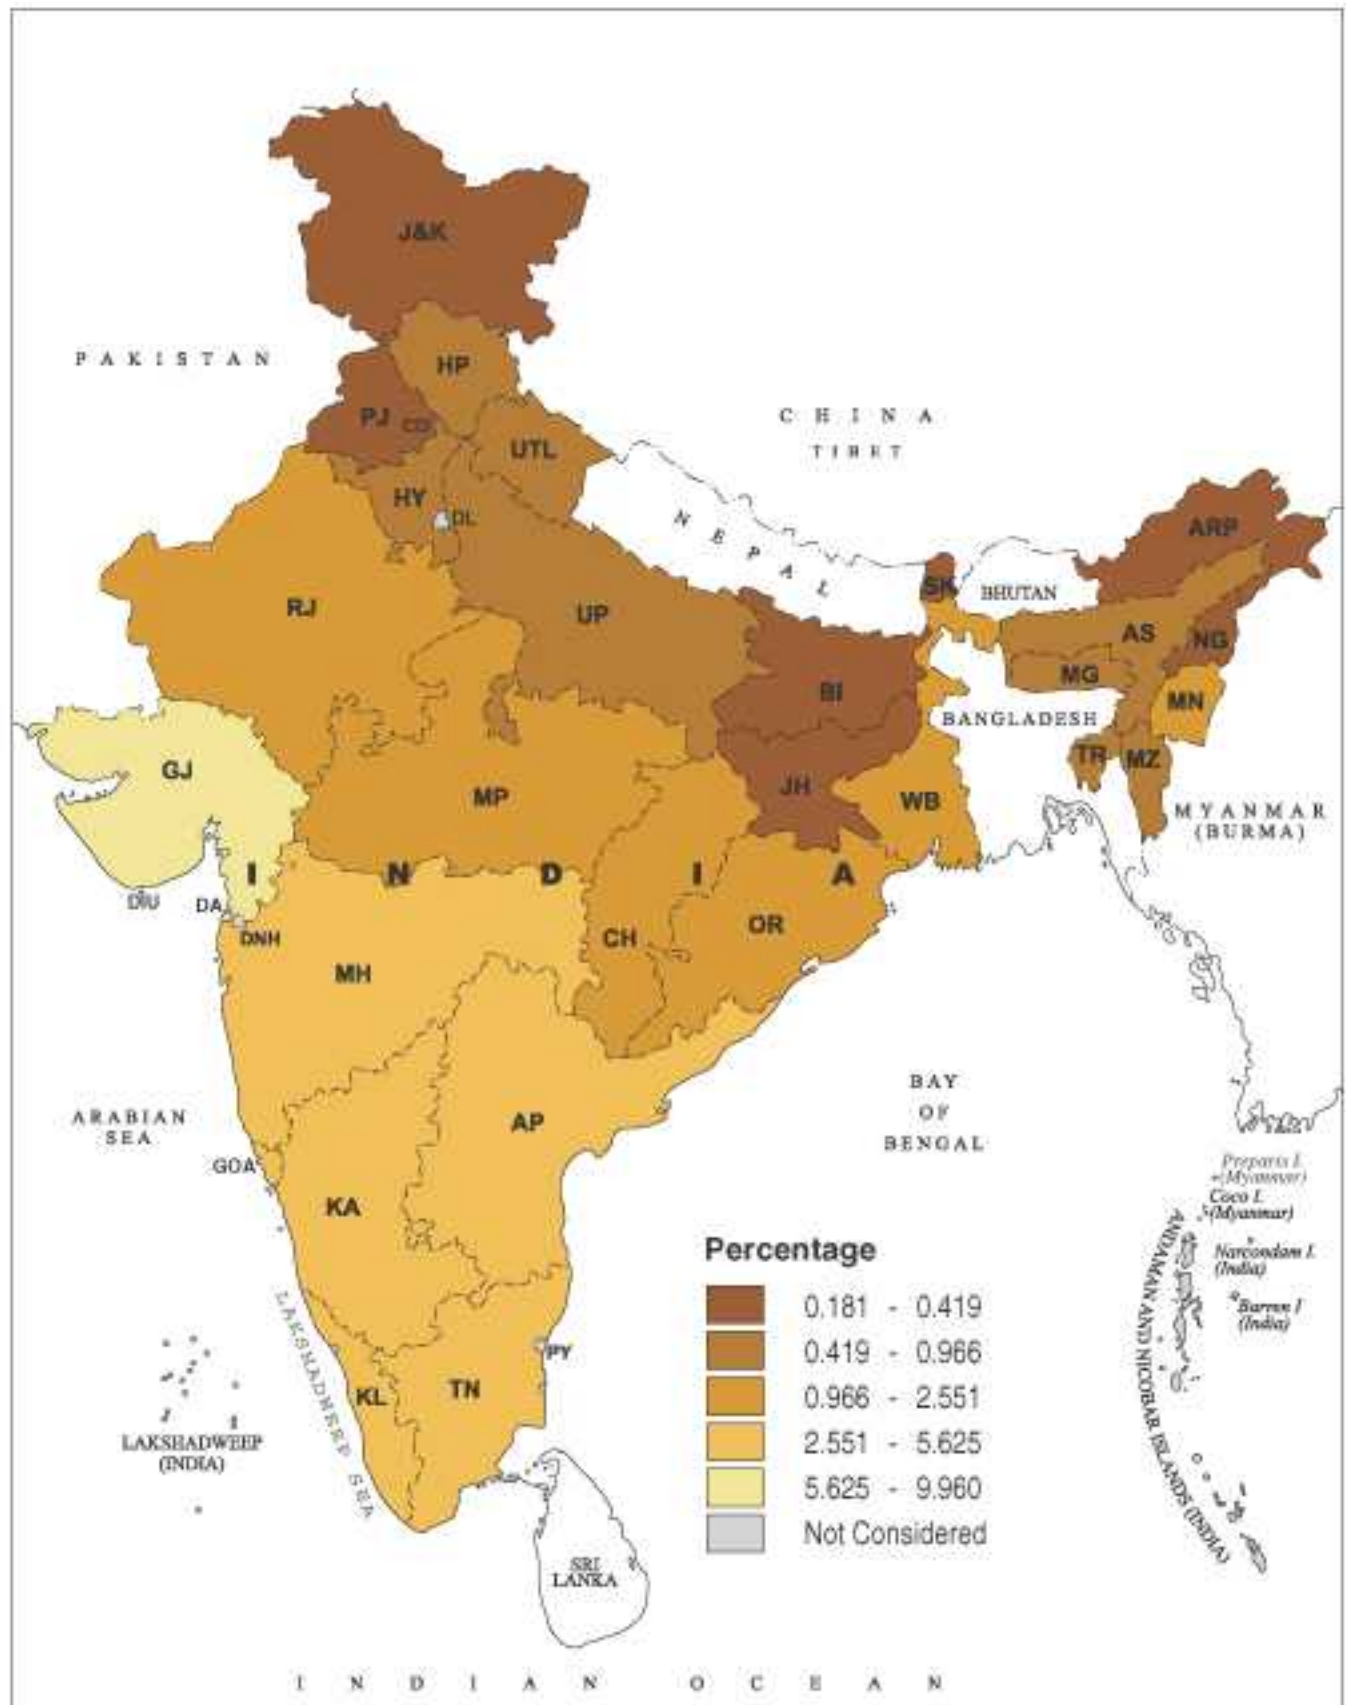 J&K
PAKISTAN
HP
CHINA
TIBET
PJ
CD
UTL
HY
DL
NEPAL
ARP
SK
BHUTAN
RJ
UP
AS
NG
MG
BI
MN
BANGLADESH
GJ
TR
MZ
JH
MP
WB
MYANMAR
(BURMA)
INDIA
DIU
DA
DNH
CH
OR
MH
BAY
OF
BENGAL
ARABIAN
SEA
AP
GOA
KA
Preparis I.
(Myanmar)
Coco I.
(Myanmar)
Narcondam I.
(India)
Barren I
(India)
ANDAMAN AND NICOBAR ISLANDS (INDIA)
Percentage
0.181 - 0.419
0.419 - 0.966
0.966 - 2.551
2.551 - 5.625
5.625 - 9.960
Not Considered
LAKSHADWEEP SEA
PY
KL
TN
LAKSHADWEEP
(INDIA)
SRI
LANKA
INDIAN OCEAN